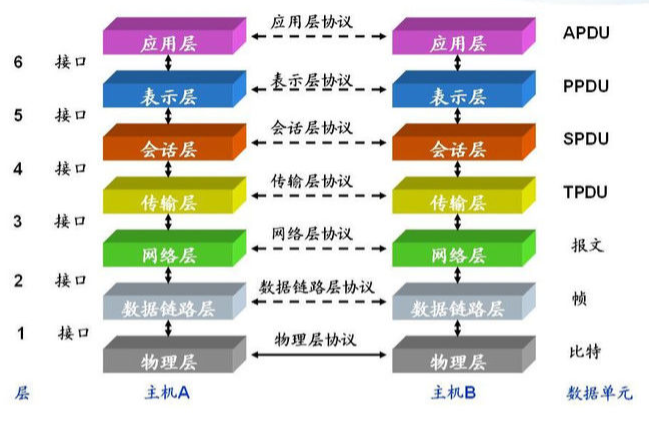 应用层 应用层协议 应用层 APDU
6 接口
表示层 表示层协议 表示层 PPDU
5 接口
会话层 会话层协议 会话层 SPDU
4 接口
传输层 传输层协议 传输层 TPDU
3 接口
网络层 网络层协议 网络层 报文
2 接口
数据链路层 数据链路层协议 数据链路层 帧
1 接口
物理层 物理层协议 物理层 比特
层 主机A 主机B 数据单元